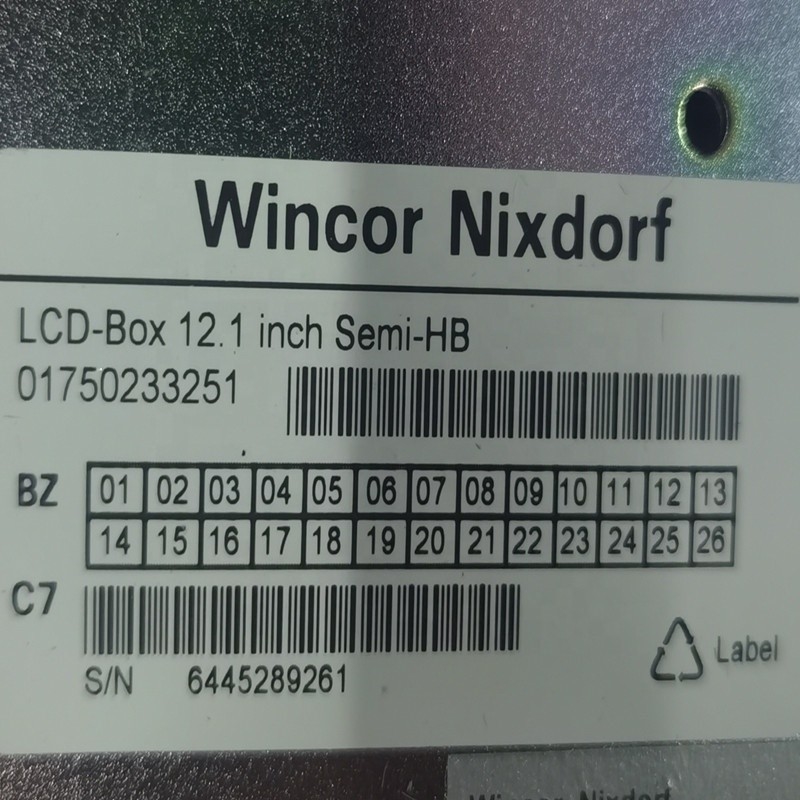 Wincor Nixdorf
LCD-Box 12.1 inch Semi-HB
01750233251
BZ 01 02 03 04 05 06 07 08 09 10 11 12 13
14 15 16 17 18 19 20 21 22 23 24 25 26
C7
Label
S/N 6445289261
Wincor Nixdorf